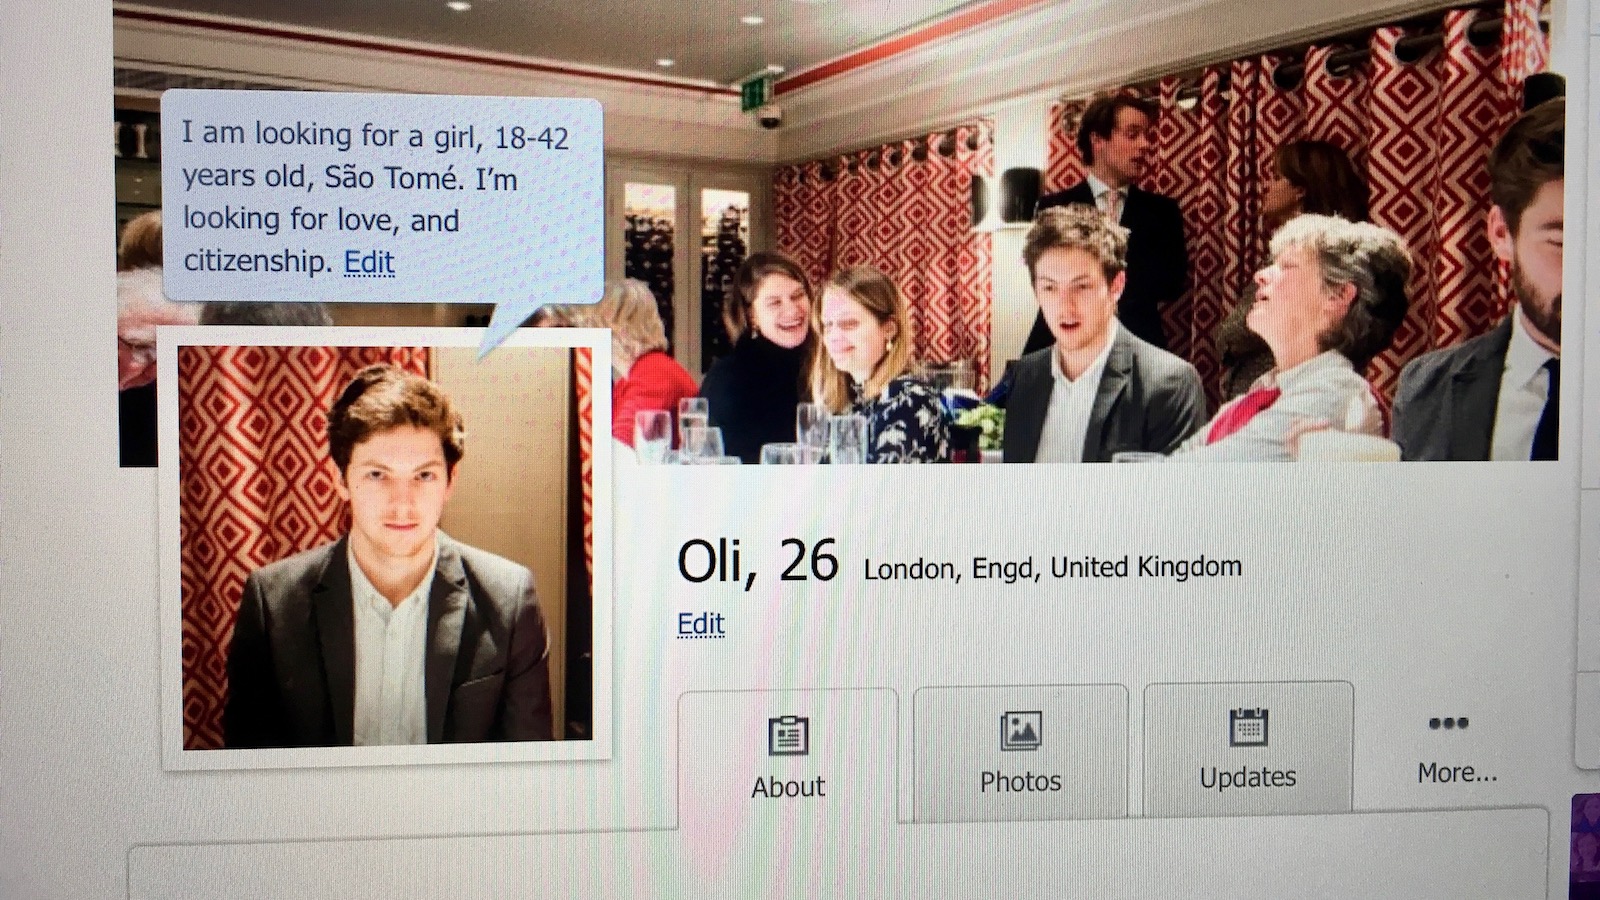 I am looking for a girl, 18-42
years old, São Tomé. I'm
looking for love, and
citizenship. Edit
Oli, 26 London, Engd, United Kingdom
Edit
About
Photos
Updates
More...